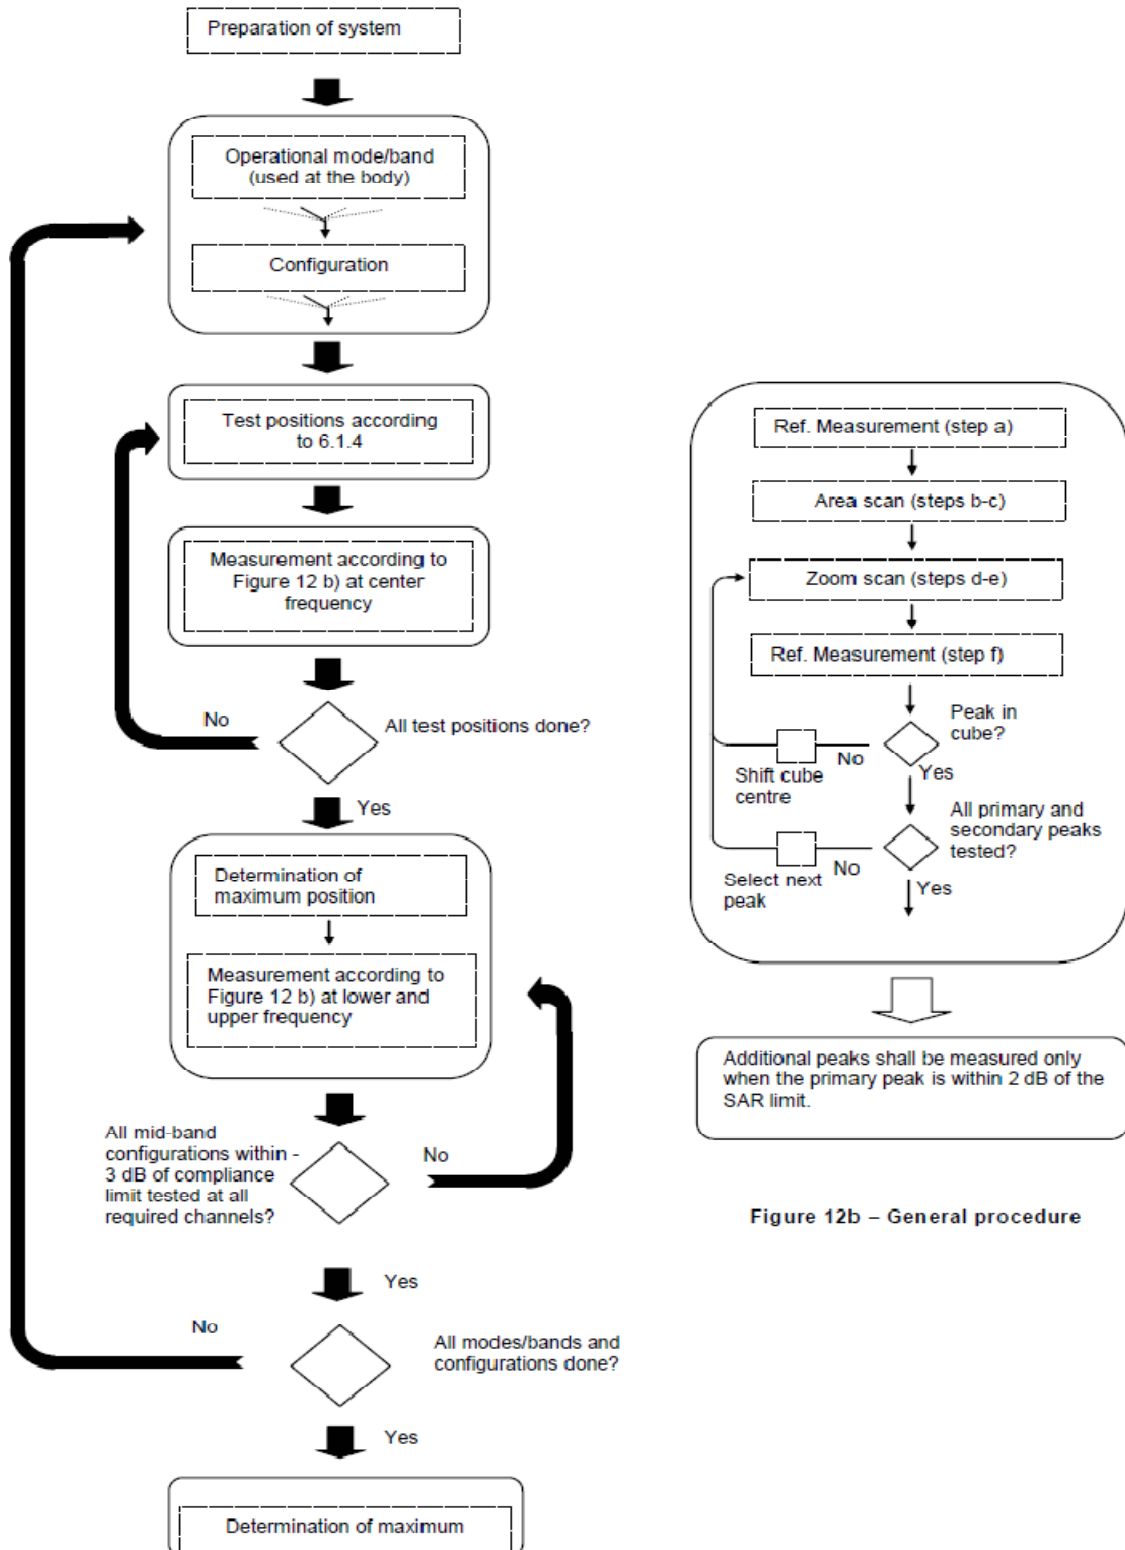 Preparation of system
Operational mode/band
(used at the body)
Configuration
Test positions according
to 6.1.4
Measurement according to
Figure 12 b) at center
frequency
No
All test positions done?
Yes
Determination of
maximum position
Measurement according to
Figure 12 b) at lower and
upper frequency
All mid-band
configurations within -
3 dB of compliance
limit tested at all
required channels?
No
Yes
No
All modes/bands and
configurations done?
Yes
Determination of maximum
Ref. Measurement (step a)
Area scan (steps b-c)
Zoom scan (steps d-e)
Ref. Measurement (step f)
Peak in
cube?
No
Yes
Shift cube
centre
All primary and
secondary peaks
tested?
No
Yes
Select next
peak
Additional peaks shall be measured only
when the primary peak is within 2 dB of the
SAR limit.
Figure 12b – General procedure